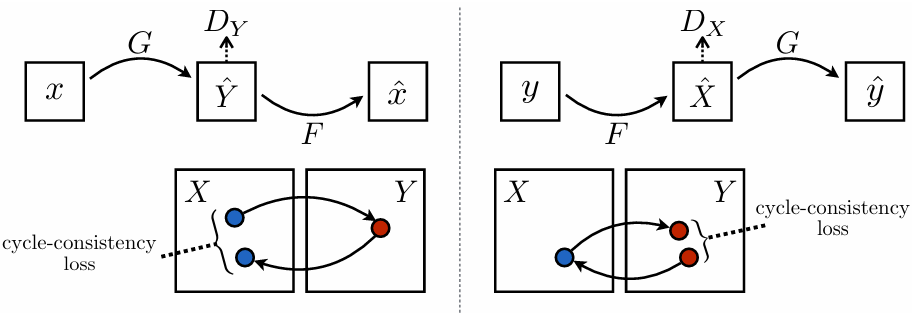 D_Y
G
x
Ŷ
x̂
F
X
Y
cycle-consistency
loss
D_X
G
y
X̂
ŷ
F
X
Y
cycle-consistency
loss